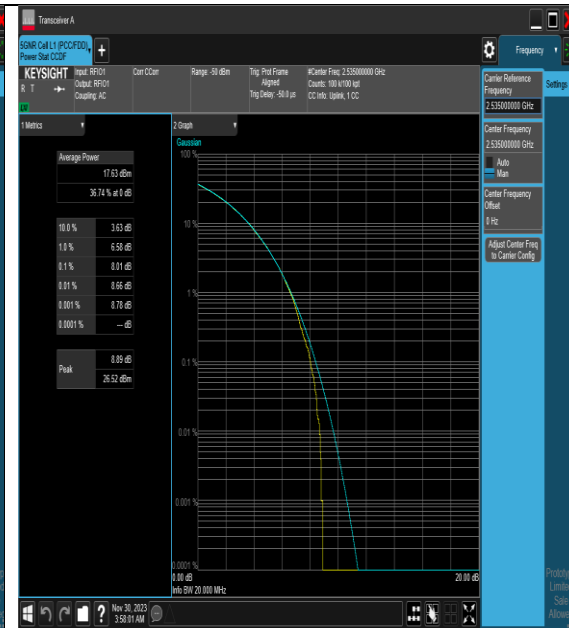 Transceiver A
5GNR Cell L1 (PCC/FDD),
Power Stat CCDF
+
Frequency
KEYSIGHT
R T
Input: RFIO1
Output: RFIO1
Coupling: AC
Corr CCorr
Range: -50 dBm
Trig: Prot Frame
Aligned
Trig Delay: -50.0 µs
#Center Freq: 2.535000000 GHz
Counts: 100 k/100 kpt
CC Info: Uplink, 1 CC
Carrier Reference
Frequency
2.535000000 GHz
Settings
Center Frequency
2.535000000 GHz
Auto
Man
Center Frequency
Offset
0 Hz
Adjust Center Freq
to Carrier Config
1 Metrics
Average Power
17.63 dBm
36.74 % at 0 dB
10.0 % 3.63 dB
1.0 % 6.58 dB
0.1 % 8.01 dB
0.01 % 8.66 dB
0.001 % 8.78 dB
0.0001 % --- dB
Peak
8.89 dB
26.52 dBm
2 Graph
Gaussian
100 %
10 %
1 %
0.1 %
0.01 %
0.001 %
0.0001 %
0.00 dB
20.00 dB
Info BW 20.000 MHz
?
Nov 30, 2023
3:58:01 AM